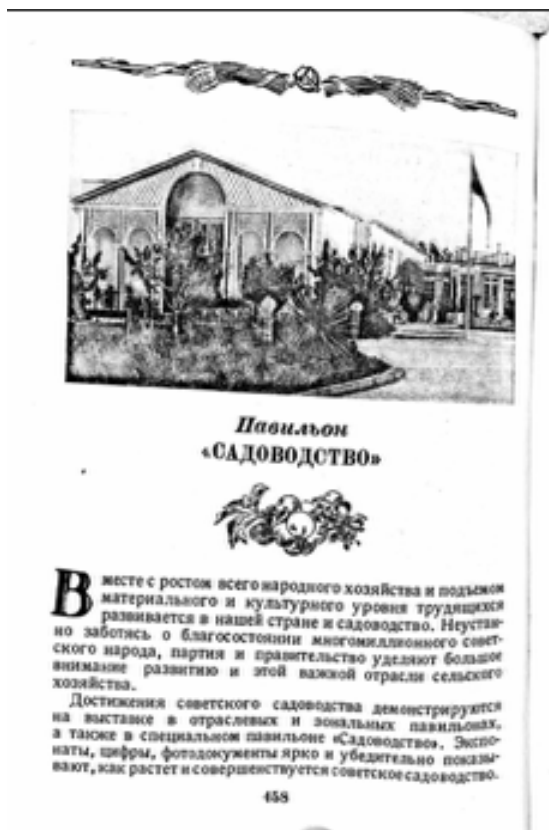 Павильон
«САДОВОДСТВО»
Вместе с ростом всего народного хозяйства и подъемом
материального и культурного уровня трудящихся
развивается в нашей стране и садоводство. Неустан-
но заботясь о благосостоянии многомиллионного совет-
ского народа, партия и правительство уделяют большое
внимание развитию и этой важной отрасли сельского
хозяйства.
Достижения советского садоводства демонстрируются
на выставке в отраслевых и зональных павильонах,
а также в специальном павильоне «Садоводство». Экспо-
наты, цифры, фотодокументы ярко и убедительно показы-
вают, как растет и совершенствуется советское садоводство.
458